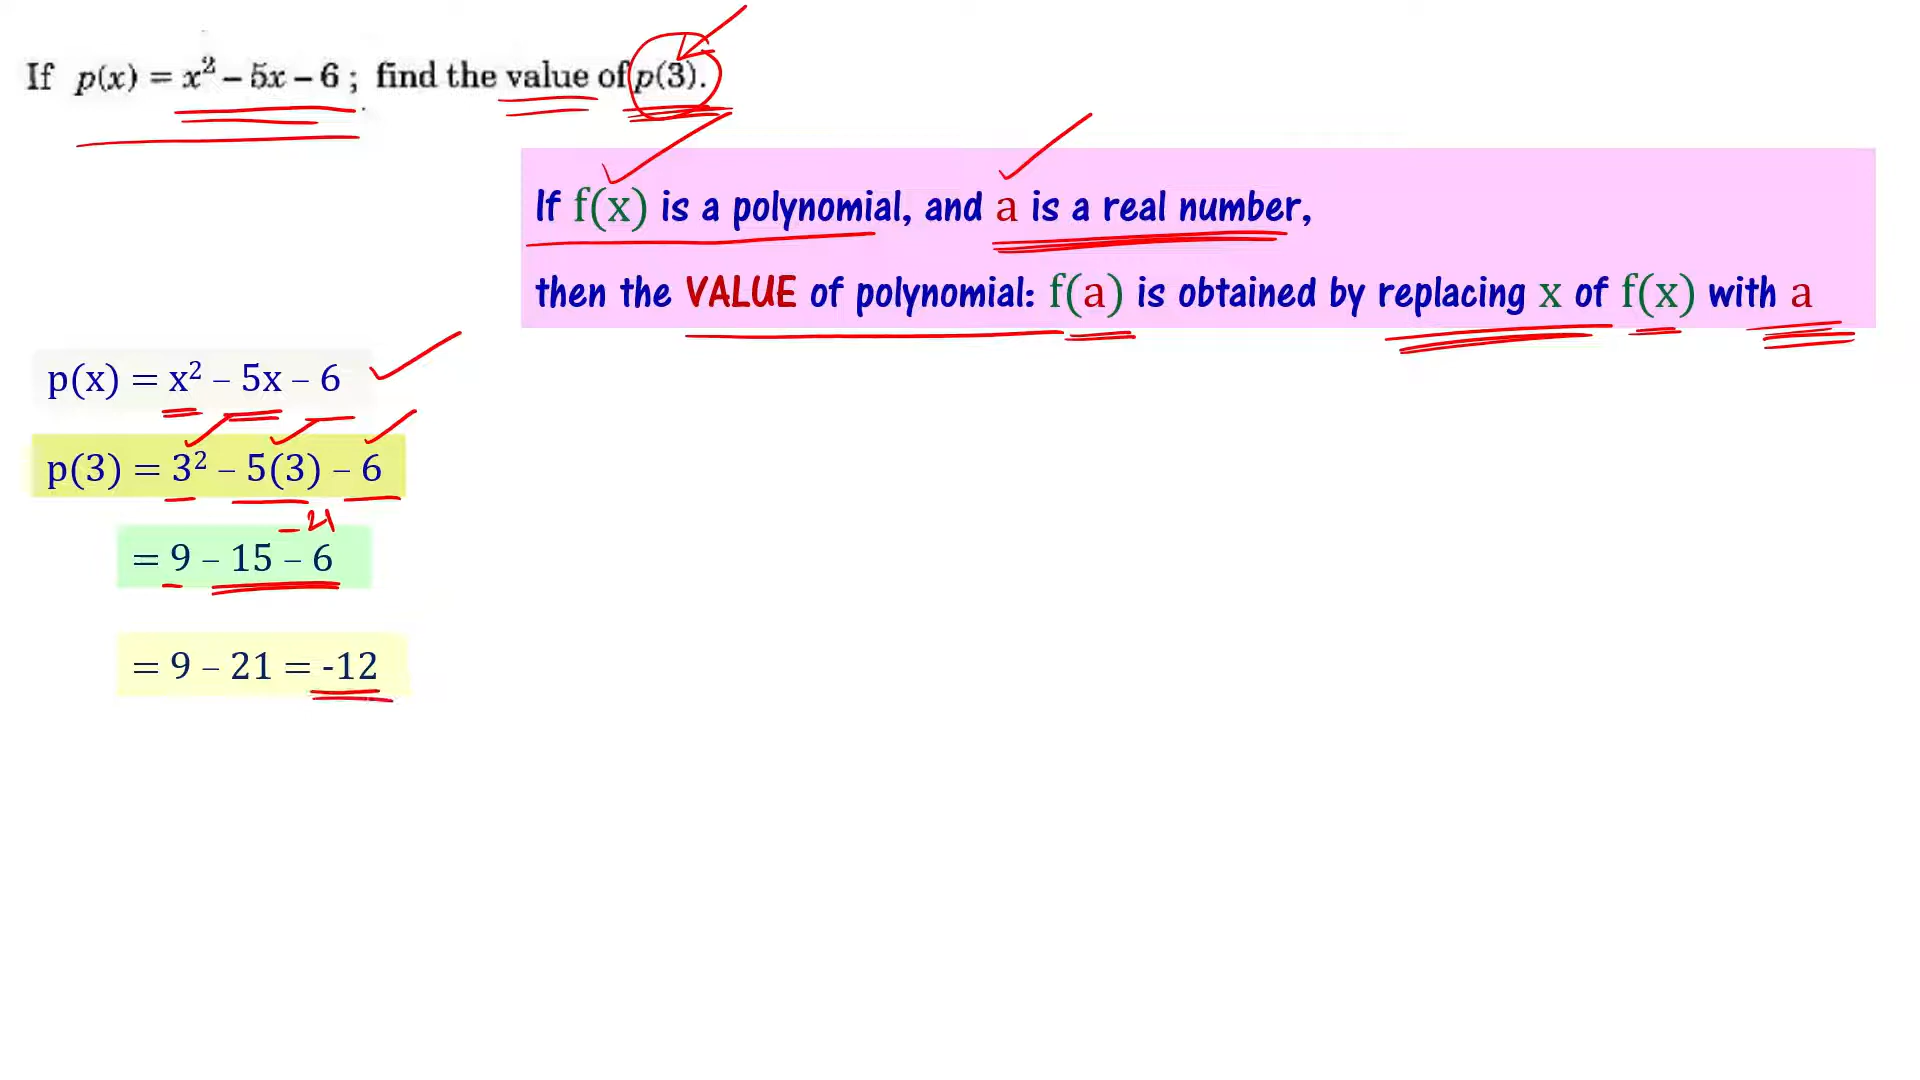 If p(x) = x² – 5x – 6 ; find the value of p(3).
If f(x) is a polynomial, and a is a real number,
then the VALUE of polynomial: f(a) is obtained by replacing x of f(x) with a
p(x) = x² – 5x – 6
p(3) = 3² – 5(3) – 6
– 21
= 9 – 15 – 6
= 9 – 21 = -12